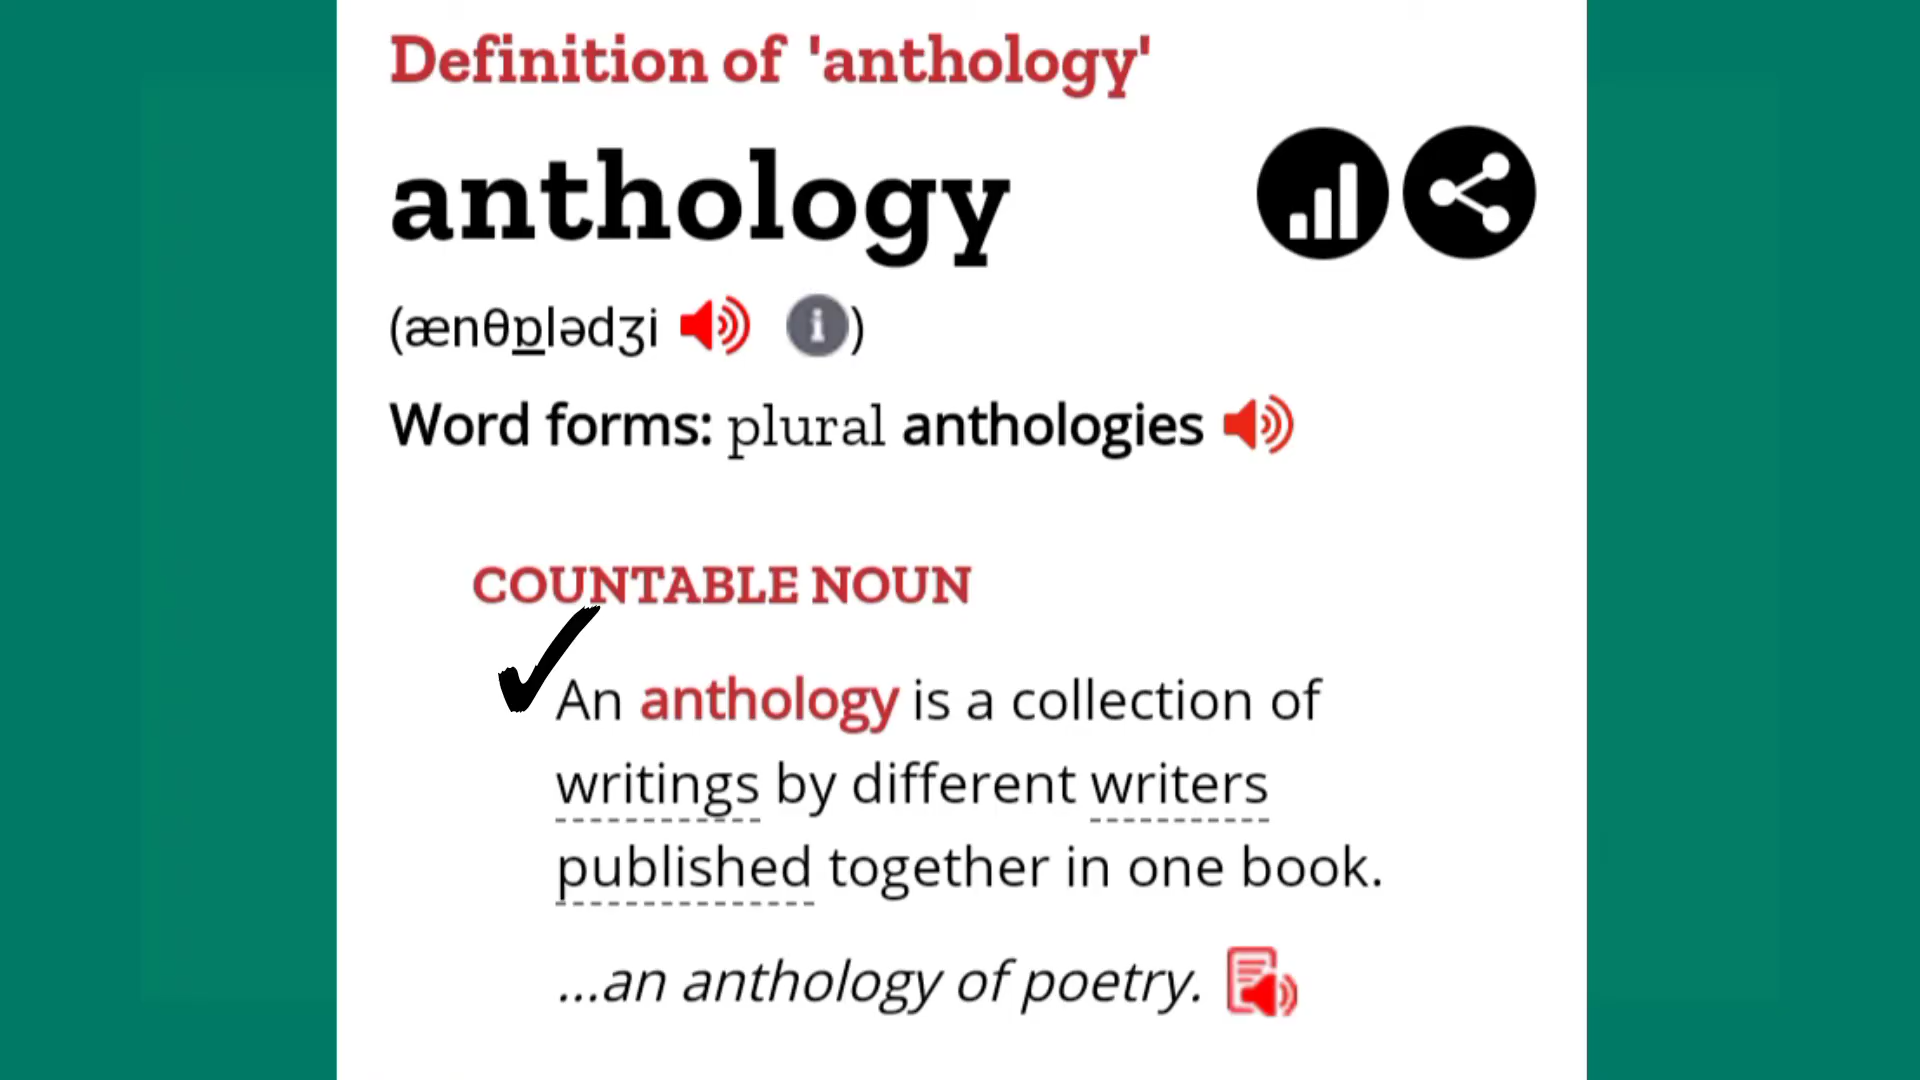 Definition of 'anthology'
anthology
(ænθɒlədʒi i)
Word forms: plural anthologies
COUNTABLE NOUN
An anthology is a collection of
writings by different writers
published together in one book.
...an anthology of poetry.